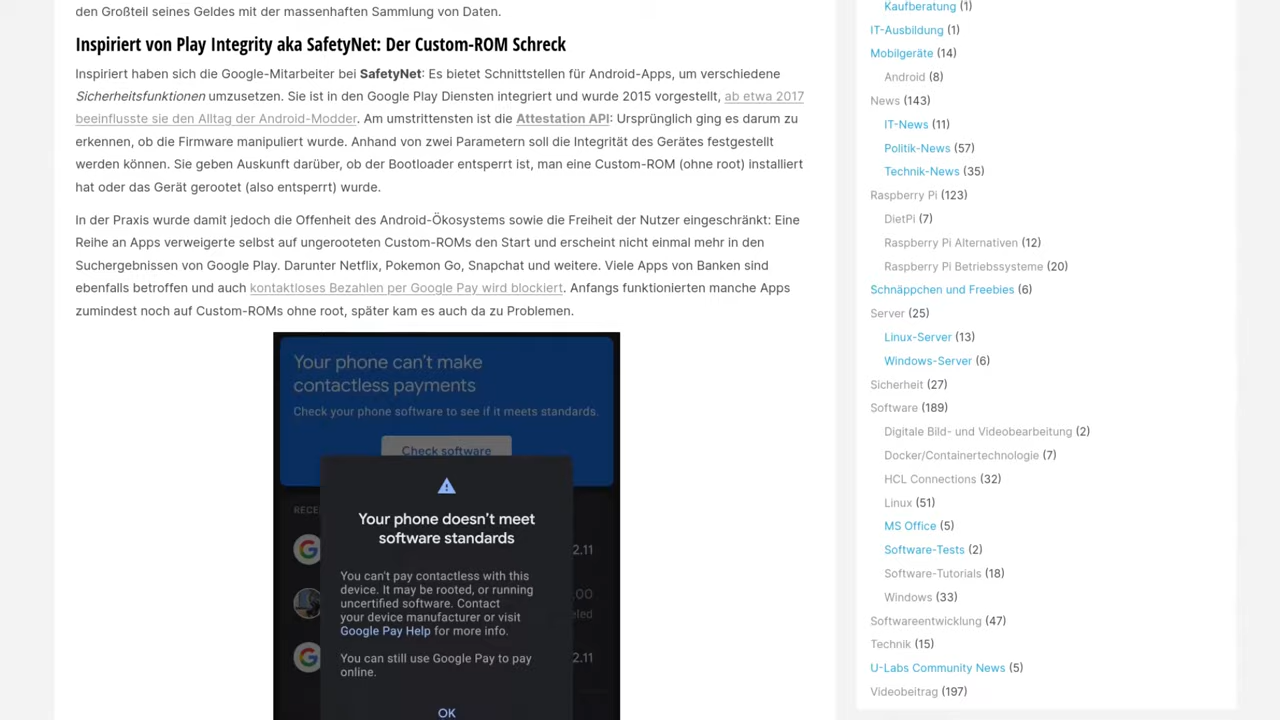 den Großteil seines Geldes mit der massenhaften Sammlung von Daten.
Inspiriert von Play Integrity aka SafetyNet: Der Custom-ROM Schreck
Inspiriert haben sich die Google-Mitarbeiter bei SafetyNet: Es bietet Schnittstellen für Android-Apps, um verschiedene
Sicherheitsfunktionen umzusetzen. Sie ist in den Google Play Diensten integriert und wurde 2015 vorgestellt, ab etwa 2017
beeinflusste sie den Alltag der Android-Modder. Am umstrittensten ist die Attestation API: Ursprünglich ging es darum zu
erkennen, ob die Firmware manipuliert wurde. Anhand von zwei Parametern soll die Integrität des Gerätes festgestellt
werden können. Sie geben Auskunft darüber, ob der Bootloader entsperrt ist, man eine Custom-ROM (ohne root) installiert
hat oder das Gerät gerootet (also entsperrt) wurde.
In der Praxis wurde damit jedoch die Offenheit des Android-Ökosystems sowie die Freiheit der Nutzer eingeschränkt: Eine
Reihe an Apps verweigerte selbst auf ungerooteten Custom-ROMs den Start und erscheint nicht einmal mehr in den
Suchergebnissen von Google Play. Darunter Netflix, Pokemon Go, Snapchat und weitere. Viele Apps von Banken sind
ebenfalls betroffen und auch kontaktloses Bezahlen per Google Pay wird blockiert. Anfangs funktionierten manche Apps
zumindest noch auf Custom-ROMs ohne root, später kam es auch da zu Problemen.
Your phone can't make
contactless payments
Check your phone software to see if it meets standards.
Check software
RECE
Your phone doesn't meet
software standards
2.11
You can't pay contactless with this
device. It may be rooted, or running
.00
uncertified software. Contact
eled
your device manufacturer or visit
Google Pay Help for more info.
You can still use Google Pay to pay
2.11
online.
OK
Kaufberatung (1)
IT-Ausbildung (1)
Mobilgeräte (14)
Android (8)
News (143)
IT-News (11)
Politik-News (57)
Technik-News (35)
Raspberry Pi (123)
DietPi (7)
Raspberry Pi Alternativen (12)
Raspberry Pi Betriebssysteme (20)
Schnäppchen und Freebies (6)
Server (25)
Linux-Server (13)
Windows-Server (6)
Sicherheit (27)
Software (189)
Digitale Bild- und Videobearbeitung (2)
Docker/Containertechnologie (7)
HCL Connections (32)
Linux (51)
MS Office (5)
Software-Tests (2)
Software-Tutorials (18)
Windows (33)
Softwareentwicklung (47)
Technik (15)
U-Labs Community News (5)
Videobeitrag (197)